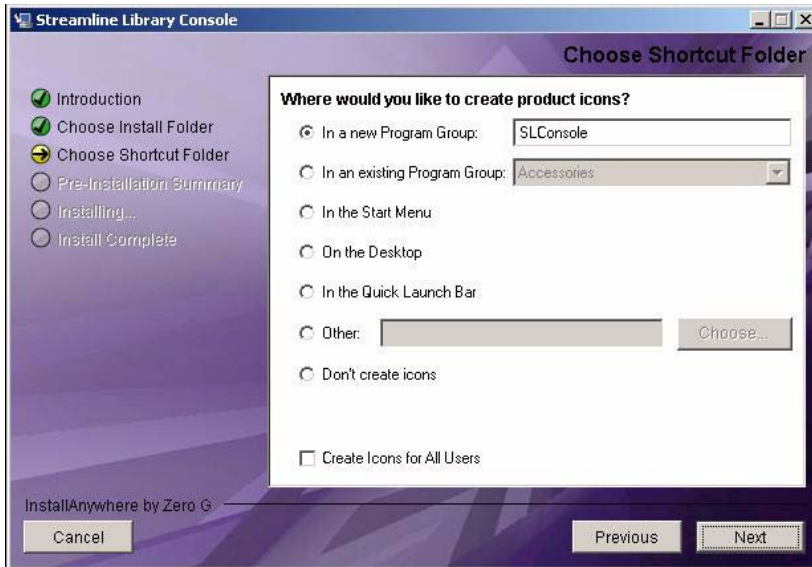 Streamline Library Console
Choose Shortcut Folder
Introduction
Choose Install Folder
Choose Shortcut Folder
Pre-Installation Summary
Installing...
Install Complete
Where would you like to create product icons?
In a new Program Group: SLConsole
In an existing Program Group: Accessories
In the Start Menu
On the Desktop
In the Quick Launch Bar
Other: Choose...
Don't create icons
Create Icons for All Users
InstallAnywhere by Zero G
Cancel Previous Next